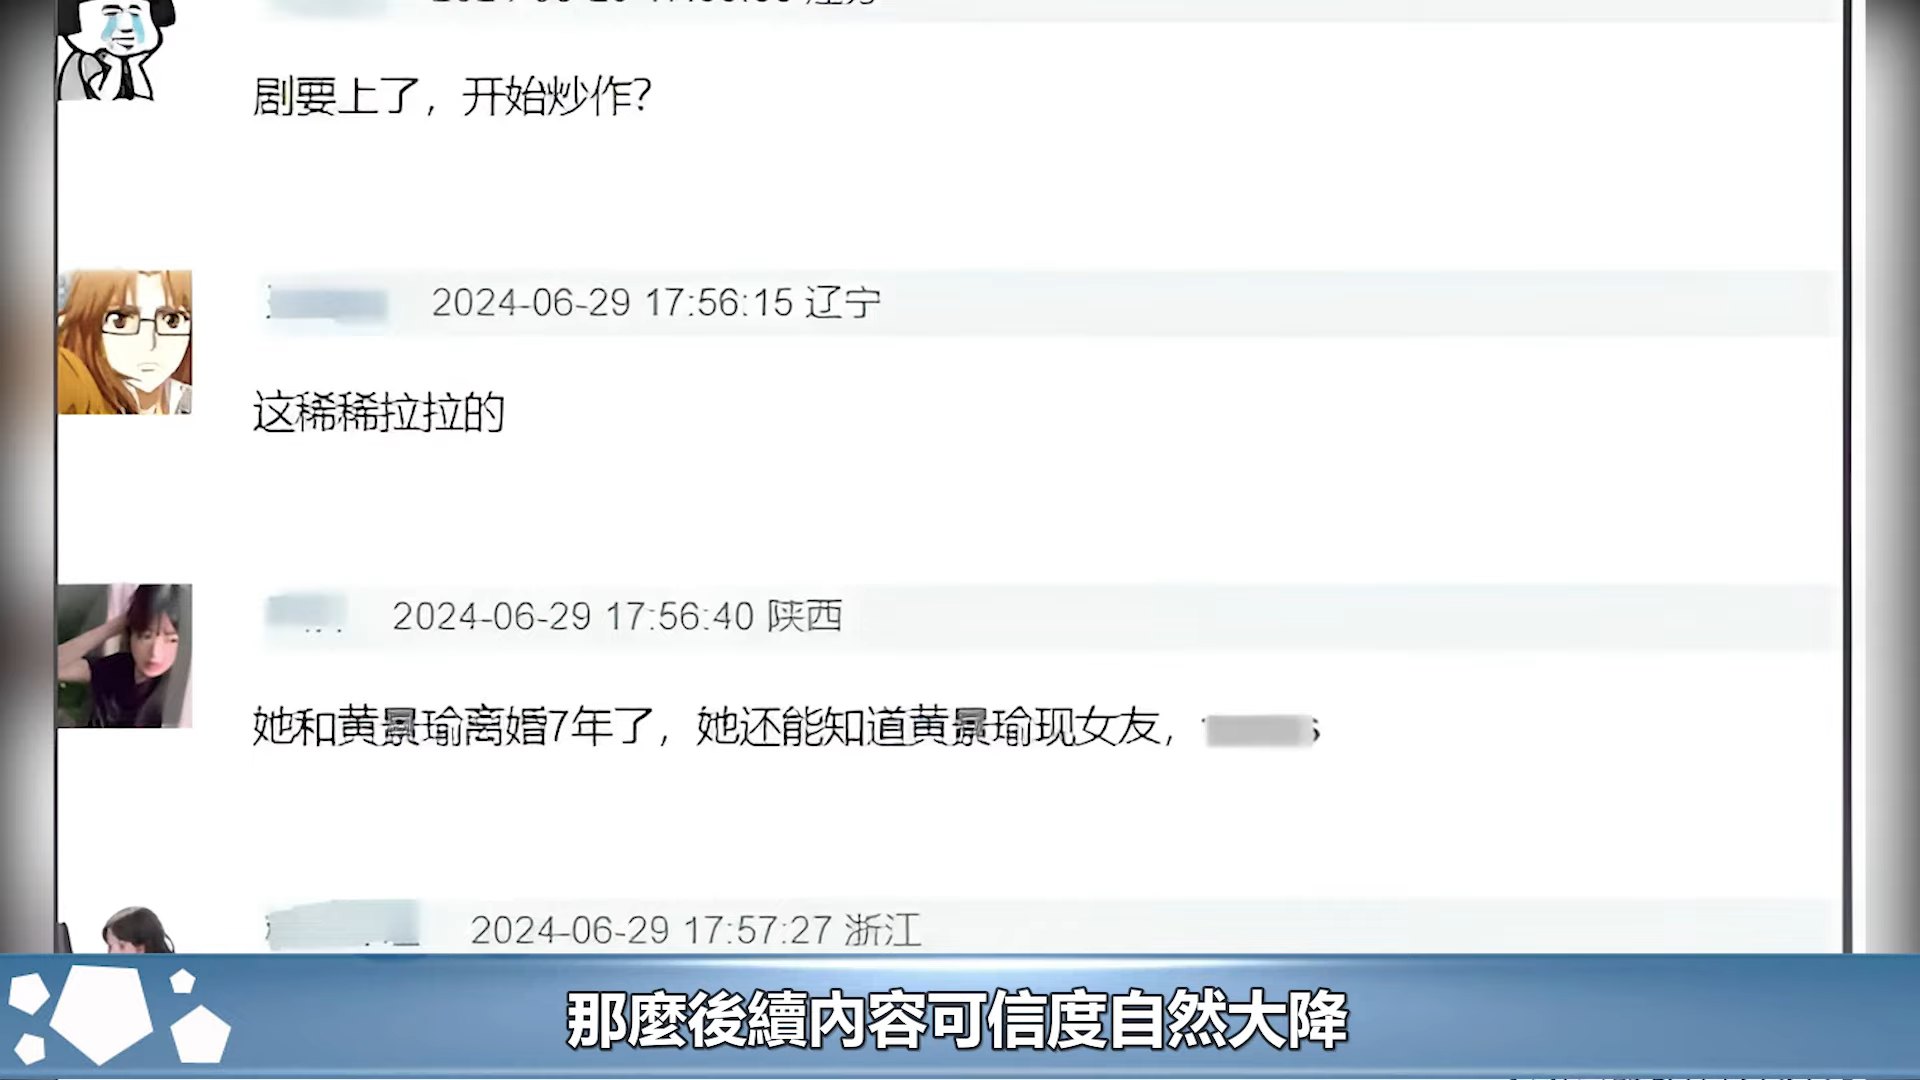 剧要上了，开始炒作？
2024-06-29 17:56:15 辽宁
这稀稀拉拉的
2024-06-29 17:56:40 陕西
她和黄景瑜离婚7年了，她还能知道黄景瑜现女友，
2024-06-29 17:57:27 浙江
那麼後續內容可信度自然大降